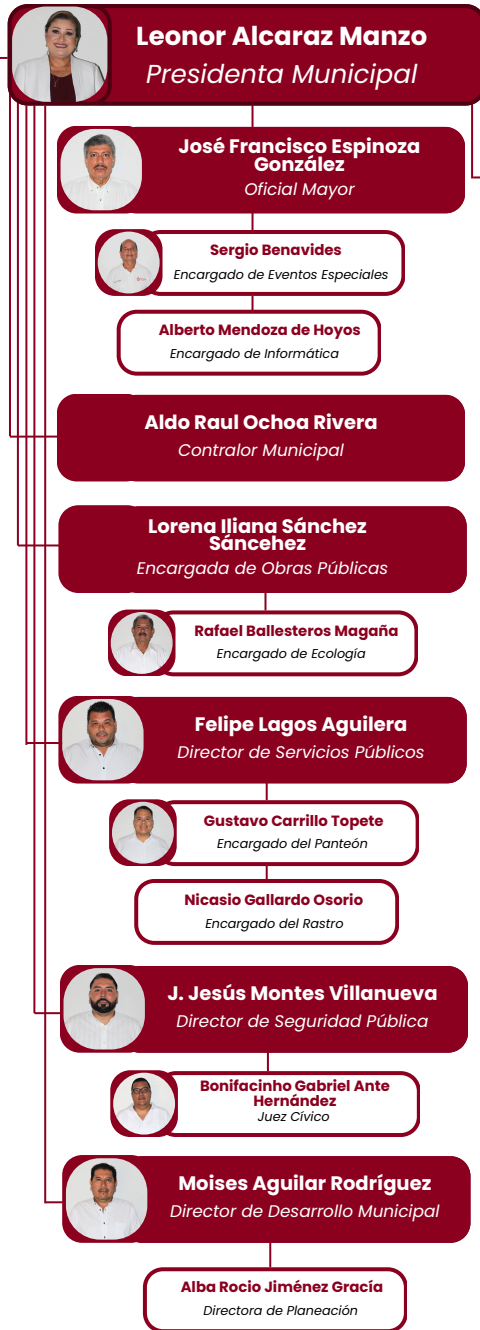 Leonor Alcaraz Manzo
Presidenta Municipal
José Francisco Espinoza
González
Oficial Mayor
Sergio Benavides
Encargado de Eventos Especiales
Alberto Mendoza de Hoyos
Encargado de Informática
Aldo Raul Ochoa Rivera
Contralor Municipal
Lorena Iliana Sánchez
Sáncehez
Encargada de Obras Públicas
Rafael Ballesteros Magaña
Encargado de Ecología
Felipe Lagos Aguilera
Director de Servicios Públicos
Gustavo Carrillo Topete
Encargado del Panteón
Nicasio Gallardo Osorio
Encargado del Rastro
J. Jesús Montes Villanueva
Director de Seguridad Pública
Bonifacinho Gabriel Ante
Hernández
Juez Cívico
Moises Aguilar Rodríguez
Director de Desarrollo Municipal
Alba Rocio Jiménez Gracía
Directora de Planeación